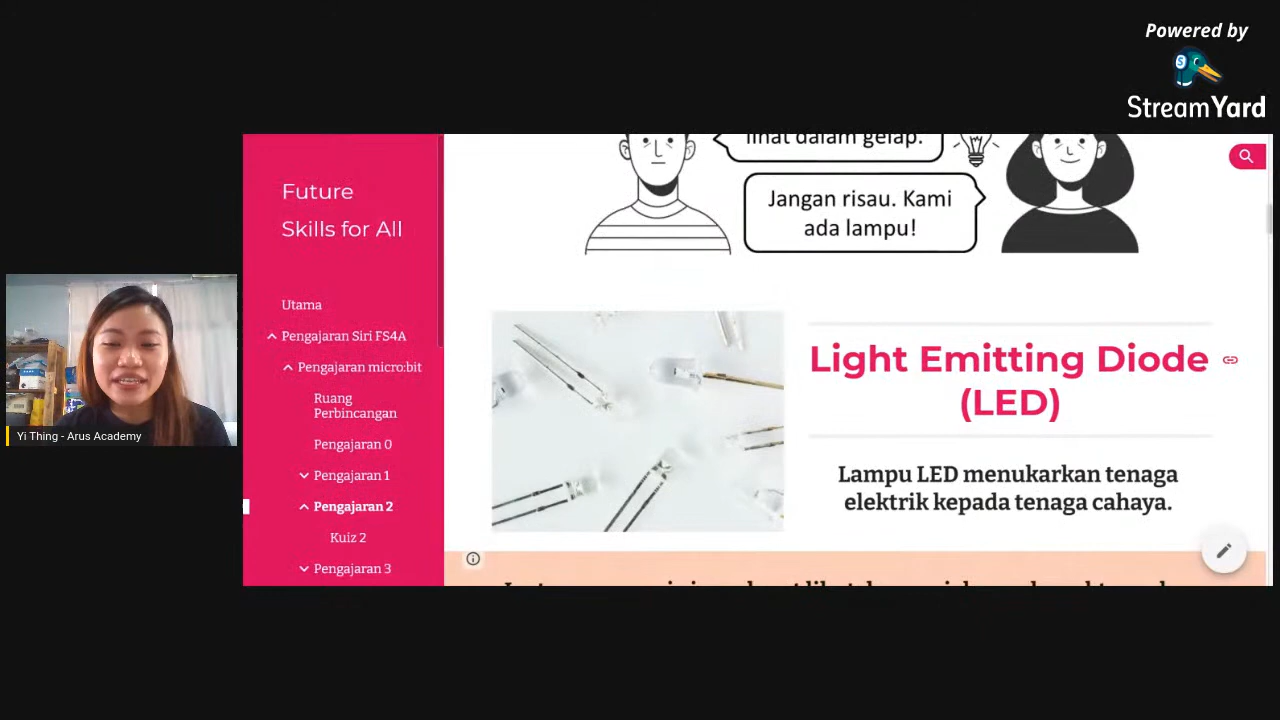 Powered by
StreamYard
Future
Skills for All
Utama
Pengajaran Siri FS4A
Pengajaran micro:bit
Ruang
Perbincangan
Pengajaran 0
Pengajaran 1
Pengajaran 2
Kuiz 2
Pengajaran 3
lihat dalam gelap.
Jangan risau. Kami
ada lampu!
Light Emitting Diode
(LED)
Lampu LED menukarkan tenaga
elektrik kepada tenaga cahaya.
Yi Thing - Arus Academy